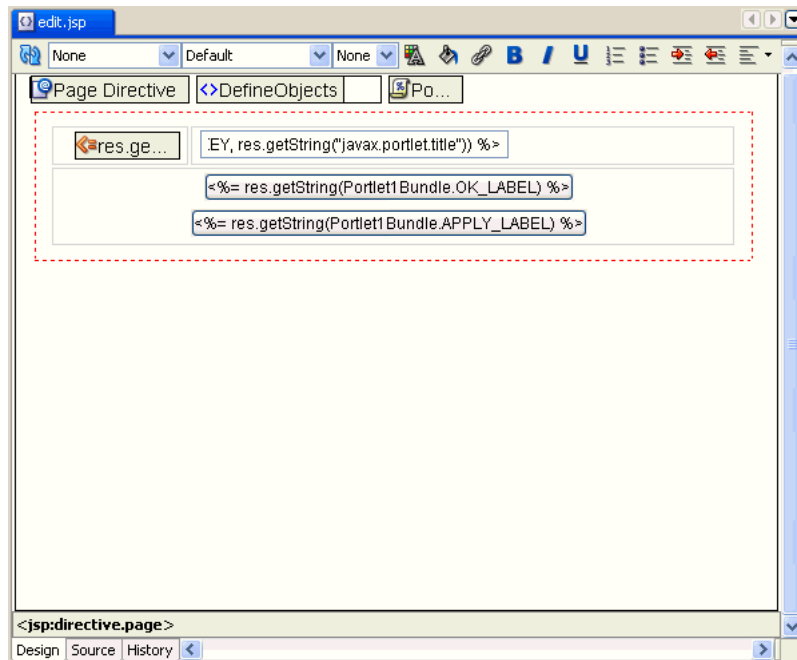 edit.jsp
None Default None B I U
Page Directive <>DefineObjects Po...
res.ge... EY, res.getString("javax.portlet.title")) %>
<%= res.getString(Portlet1Bundle.OK_LABEL) %>
<%= res.getString(Portlet1Bundle.APPLY_LABEL) %>
<jsp:directive.page>
Design Source History